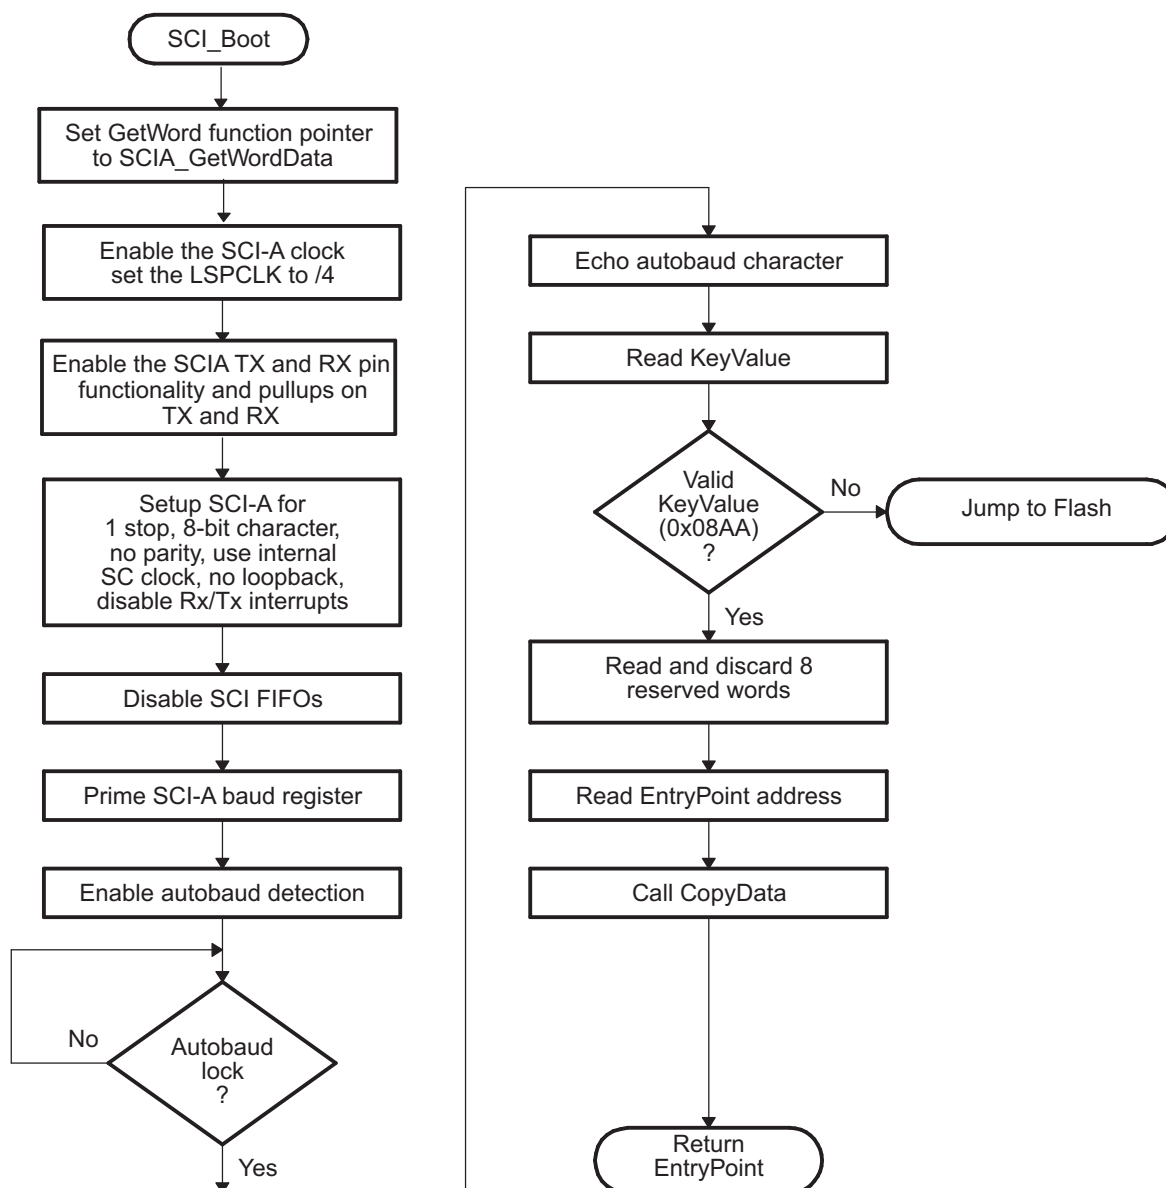 SCI_Boot
Set GetWord function pointer
to SCIA_GetWordData
Enable the SCI-A clock
set the LSPCLK to /4
Enable the SCIA TX and RX pin
functionality and pullups on
TX and RX
Setup SCI-A for
1 stop, 8-bit character,
no parity, use internal
SC clock, no loopback,
disable Rx/Tx interrupts
Disable SCI FIFOs
Prime SCI-A baud register
Enable autobaud detection
No
Autobaud
lock
?
Yes
Echo autobaud character
Read KeyValue
Valid
KeyValue
(0x08AA)
?
No
Jump to Flash
Yes
Read and discard 8
reserved words
Read EntryPoint address
Call CopyData
Return
EntryPoint